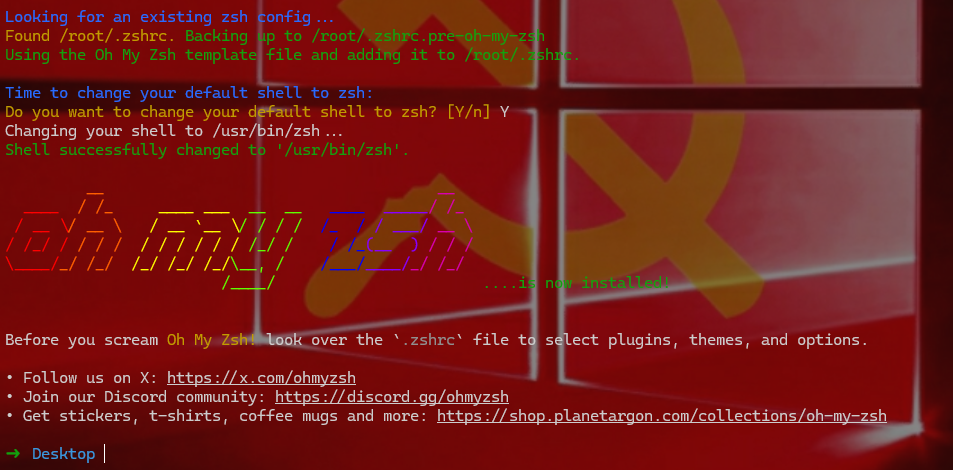 Looking for an existing zsh config...
Found /root/.zshrc. Backing up to /root/.zshrc.pre-oh-my-zsh
Using the Oh My Zsh template file and adding it to /root/.zshrc.
Time to change your default shell to zsh:
Do you want to change your default shell to zsh? [Y/n] Y
Changing your shell to /usr/bin/zsh...
Shell successfully changed to '/usr/bin/zsh'.
oh my zsh
....is now installed!
Before you scream Oh My Zsh! look over the `.zshrc` file to select plugins, themes, and options.
• Follow us on X: https://x.com/ohmyzsh
• Join our Discord community: https://discord.gg/ohmyzsh
• Get stickers, t-shirts, coffee mugs and more: https://shop.planetargon.com/collections/oh-my-zsh
➜ Desktop